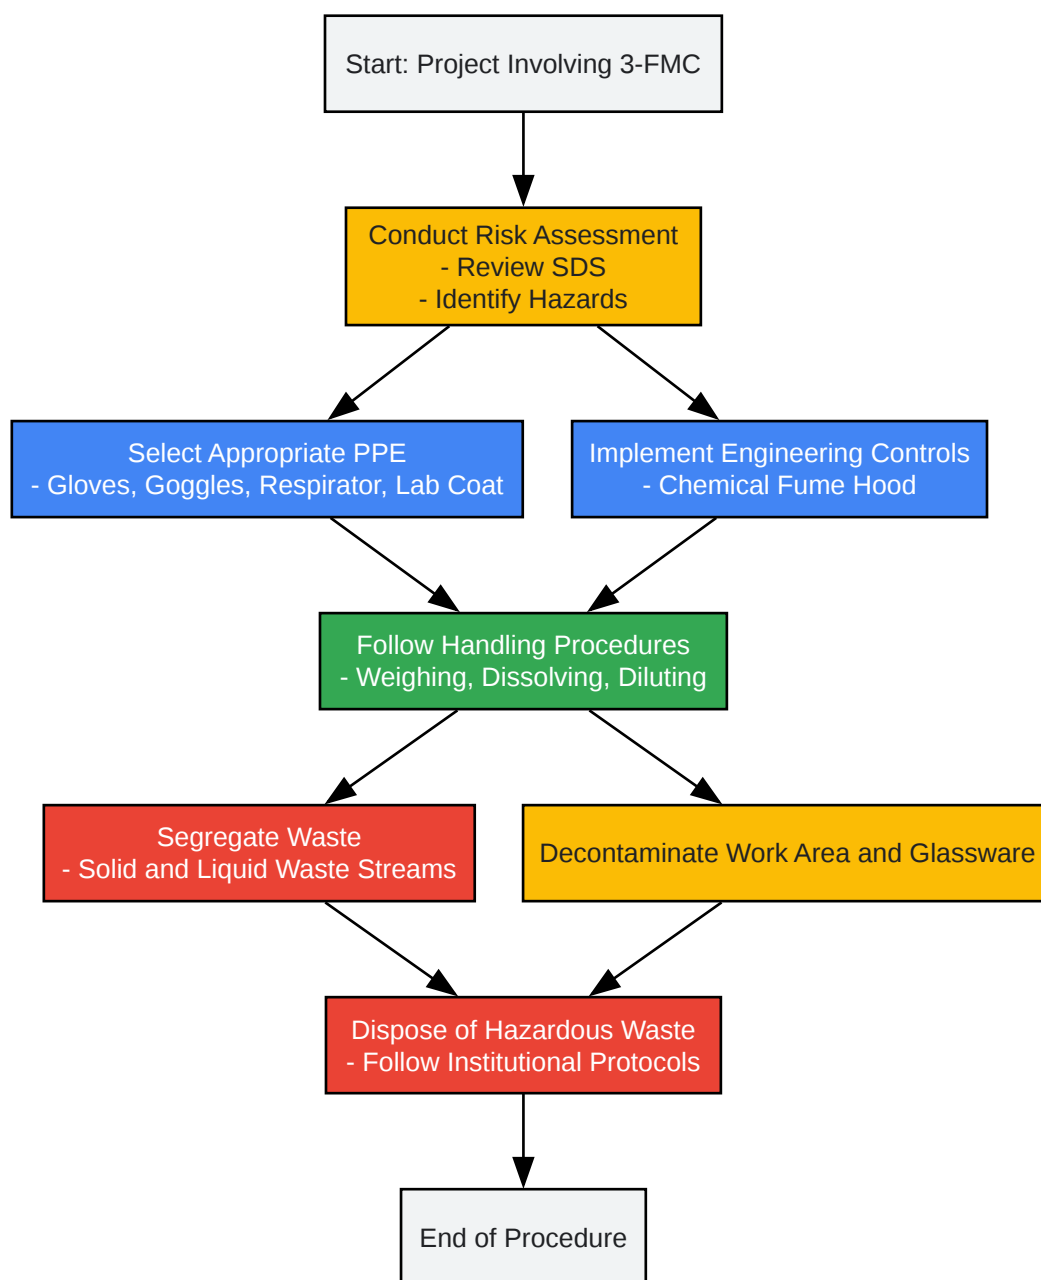 Start: Project Involving 3-FMC
Conduct Risk Assessment
- Review SDS
- Identify Hazards
Select Appropriate PPE
- Gloves, Goggles, Respirator, Lab Coat
Implement Engineering Controls
- Chemical Fume Hood
Follow Handling Procedures
- Weighing, Dissolving, Diluting
Segregate Waste
- Solid and Liquid Waste Streams
Decontaminate Work Area and Glassware
Dispose of Hazardous Waste
- Follow Institutional Protocols
End of Procedure